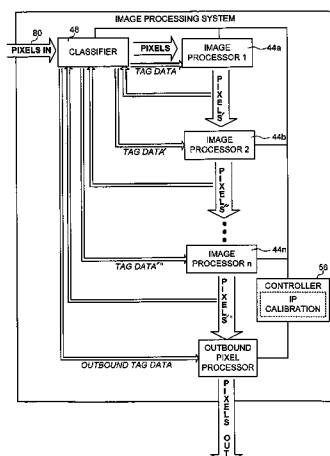 IMAGE PROCESSING SYSTEM
80
48
PIXELS IN
CLASSIFIER
PIXELS
IMAGE
PROCESSOR 1
44a
TAG DATA
PIXELS'
44b
IMAGE
PROCESSOR 2
TAG DATA'
PIXELS''
44n
IMAGE
PROCESSOR n
TAG DATA'n
56
CONTROLLER
IP
CALIBRATION
PIXELS'n
OUTBOUND
PIXEL
PROCESSOR
OUTBOUND TAG DATA
PIXELS OUT